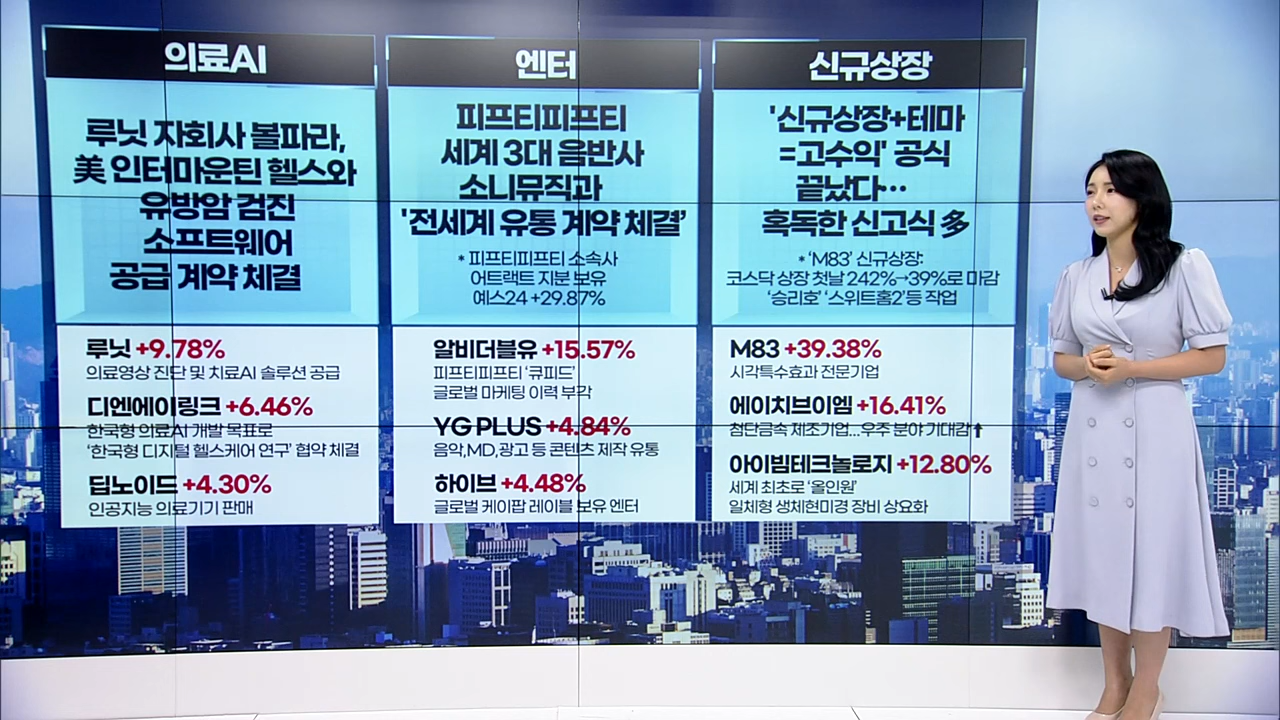 의료AI
루닛 자회사 볼파라,
美 인터마운틴 헬스와
유방암 검진
소프트웨어
공급 계약 체결
루닛 +9.78%
의료영상 진단 및 치료AI 솔루션 공급
디엔에이링크 +6.46%
한국형 의료AI 개발 목표로
'한국형 디지털 헬스케어 연구' 협약 체결
딥노이드 +4.30%
인공지능 의료기기 판매
엔터
피프티피프티
세계 3대 음반사
소니뮤직과
'전세계 유통 계약 체결'
* 피프티피프티 소속사
어트랙트 지분 보유
예스24 +29.87%
알비더블유 +15.57%
피프티피프티 '큐피드'
글로벌 마케팅 이력 부각
YG PLUS +4.84%
음악,MD,광고 등 콘텐츠 제작 유통
하이브 +4.48%
글로벌 케이팝 레이블 보유 엔터
신규상장
'신규상장+테마
=고수익' 공식
끝났다…
혹독한 신고식 多
* 'M83' 신규상장:
코스닥 상장 첫날 242%→39%로 마감
'승리호' '스위트홈2'등 작업
M83 +39.38%
시각특수효과 전문기업
에이치브이엠 +16.41%
첨단금속 제조기업...우주 분야 기대감⬆
아이빔테크놀로지 +12.80%
세계 최초로 '올인원'
일체형 생체현미경 장비 상요화